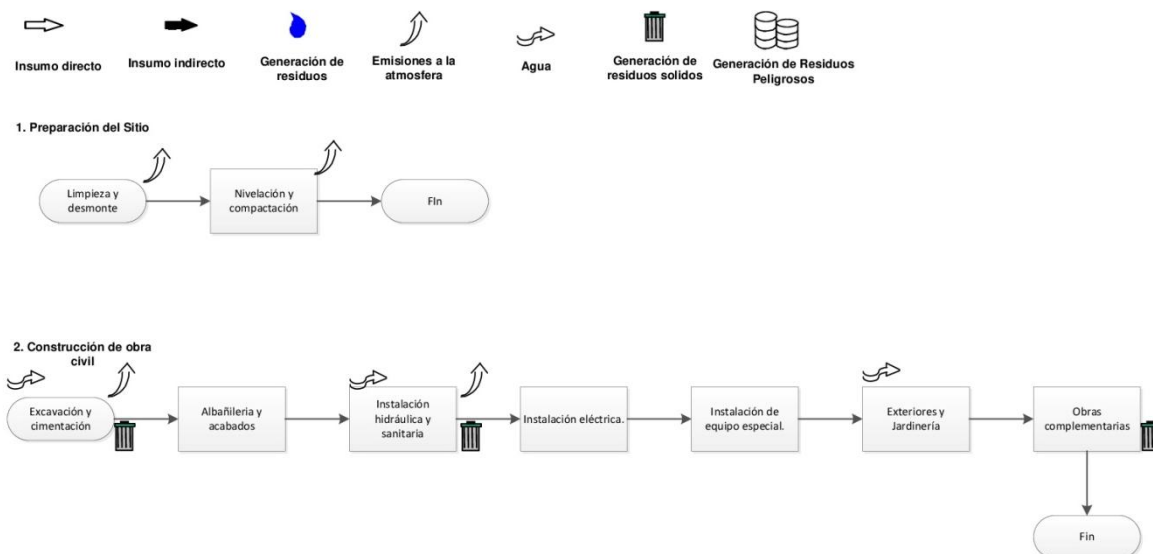 Insumo directo
Insumo indirecto
Generación de
residuos
Emisiones a la
atmosfera
Agua
Generación de
residuos solidos
Generación de Residuos
Peligrosos
1. Preparación del Sitio
Limpieza y
desmonte
Nivelación y
compactación
FIn
2. Construcción de obra
civil
Excavación y
cimentación
Albañileria y
acabados
Instalación
hidráulica y
sanitaria
Instalación eléctrica.
Instalación de
equipo especial.
Exteriores y
Jardinería
Obras
complementarias
Fin